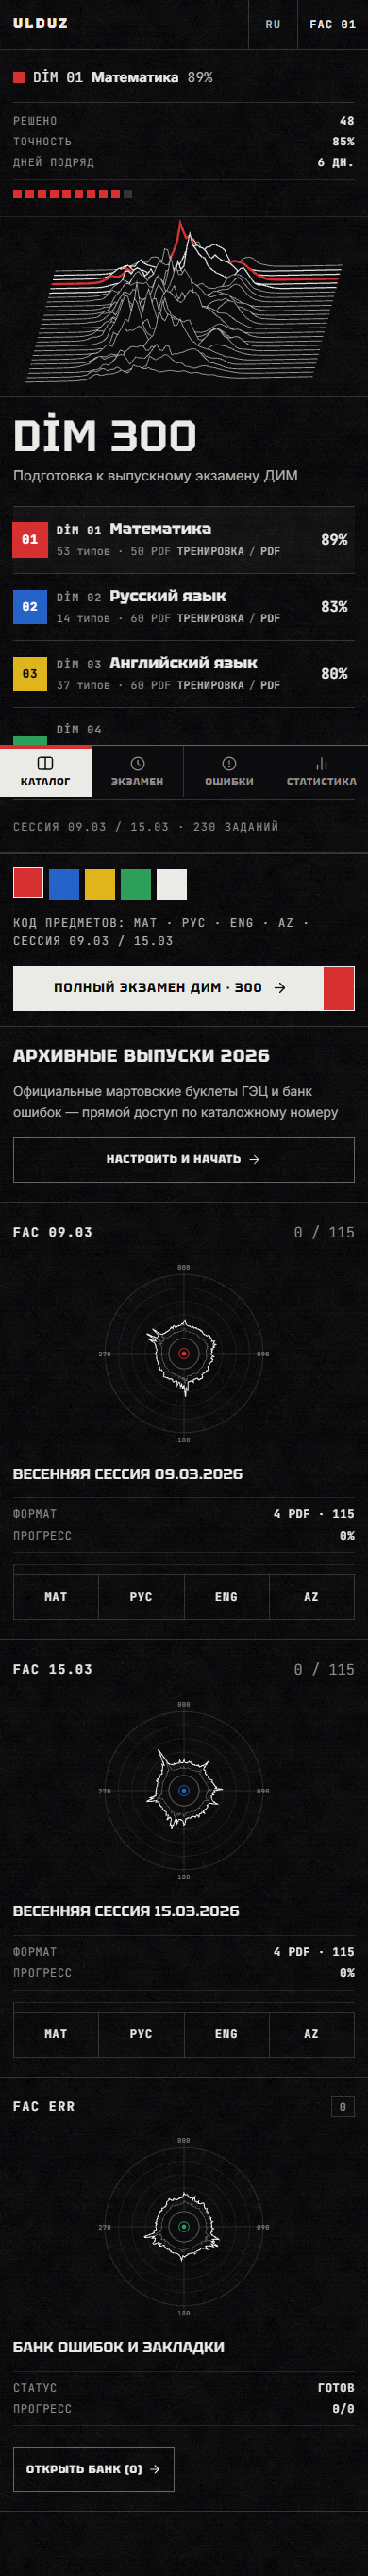 ULDUZ
RU
FAC 01
DİM 01 Математика 89%
РЕШЕНО 48
ТОЧНОСТЬ 85%
ДНЕЙ ПОДРЯД 6 ДН.
DİM 300
Подготовка к выпускному экзамену ДИМ
01 DİM 01 Математика 89%
53 типов · 50 PDF ТРЕНИРОВКА / PDF
02 DİM 02 Русский язык 83%
14 типов · 60 PDF ТРЕНИРОВКА / PDF
03 DİM 03 Английский язык 80%
37 типов · 60 PDF ТРЕНИРОВКА / PDF
DİM 04
КАТАЛОГ
ЭКЗАМЕН
ОШИБКИ
СТАТИСТИКА
СЕССИЯ 09.03 / 15.03 · 230 ЗАДАНИЙ
КОД ПРЕДМЕТОВ: МАТ · РУС · ENG · AZ ·
СЕССИЯ 09.03 / 15.03
ПОЛНЫЙ ЭКЗАМЕН ДИМ · 300 →
АРХИВНЫЕ ВЫПУСКИ 2026
Официальные мартовские буклеты ГЭЦ и банк
ошибок — прямой доступ по каталожному номеру
НАСТРОИТЬ И НАЧАТЬ →
FAC 09.03 0 / 115
000
270 090
180
ВЕСЕННЯЯ СЕССИЯ 09.03.2026
ФОРМАТ 4 PDF · 115
ПРОГРЕСС 0%
МАТ РУС ENG AZ
FAC 15.03 0 / 115
000
270 090
180
ВЕСЕННЯЯ СЕССИЯ 15.03.2026
ФОРМАТ 4 PDF · 115
ПРОГРЕСС 0%
МАТ РУС ENG AZ
FAC ERR 0
000
270 090
180
БАНК ОШИБОК И ЗАКЛАДКИ
СТАТУС ГОТОВ
ПРОГРЕСС 0/0
ОТКРЫТЬ БАНК (0) →